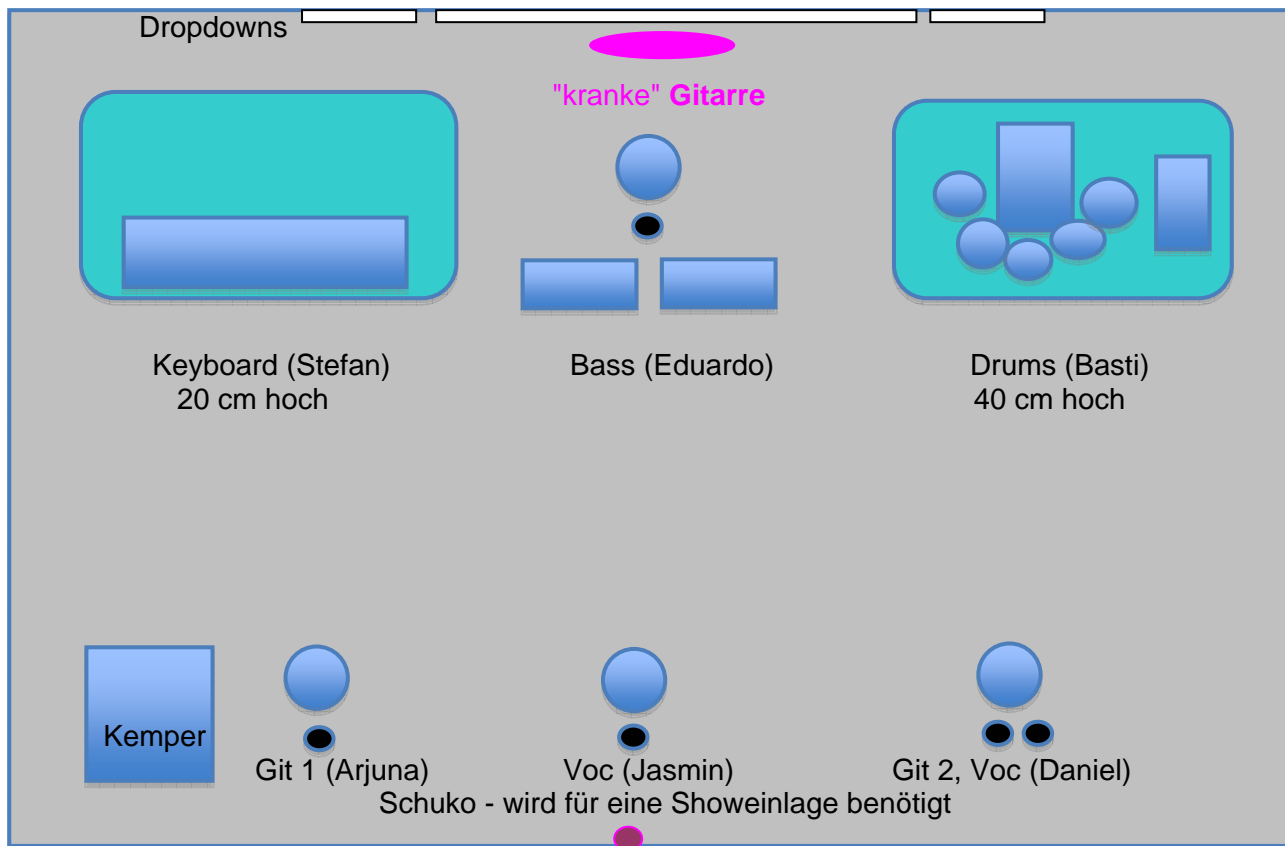 Dropdowns
"kranke" Gitarre
Keyboard (Stefan)
20 cm hoch
Bass (Eduardo)
Drums (Basti)
40 cm hoch
Kemper
Git 1 (Arjuna)
Voc (Jasmin)
Git 2, Voc (Daniel)
Schuko - wird für eine Showeinlage benötigt